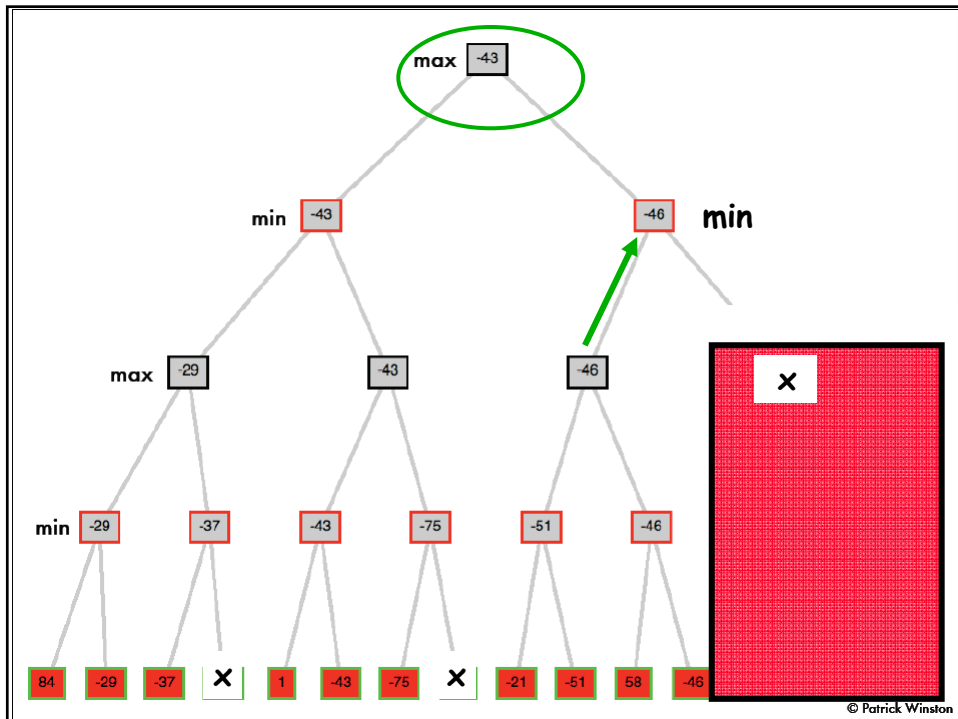 max -43
min -43 -46 min
max -29 -43 -46 x
min -29 -37 -43 -75 -51 -46
84 -29 -37 x 1 -43 -75 x -21 -51 58 -46
© Patrick Winston